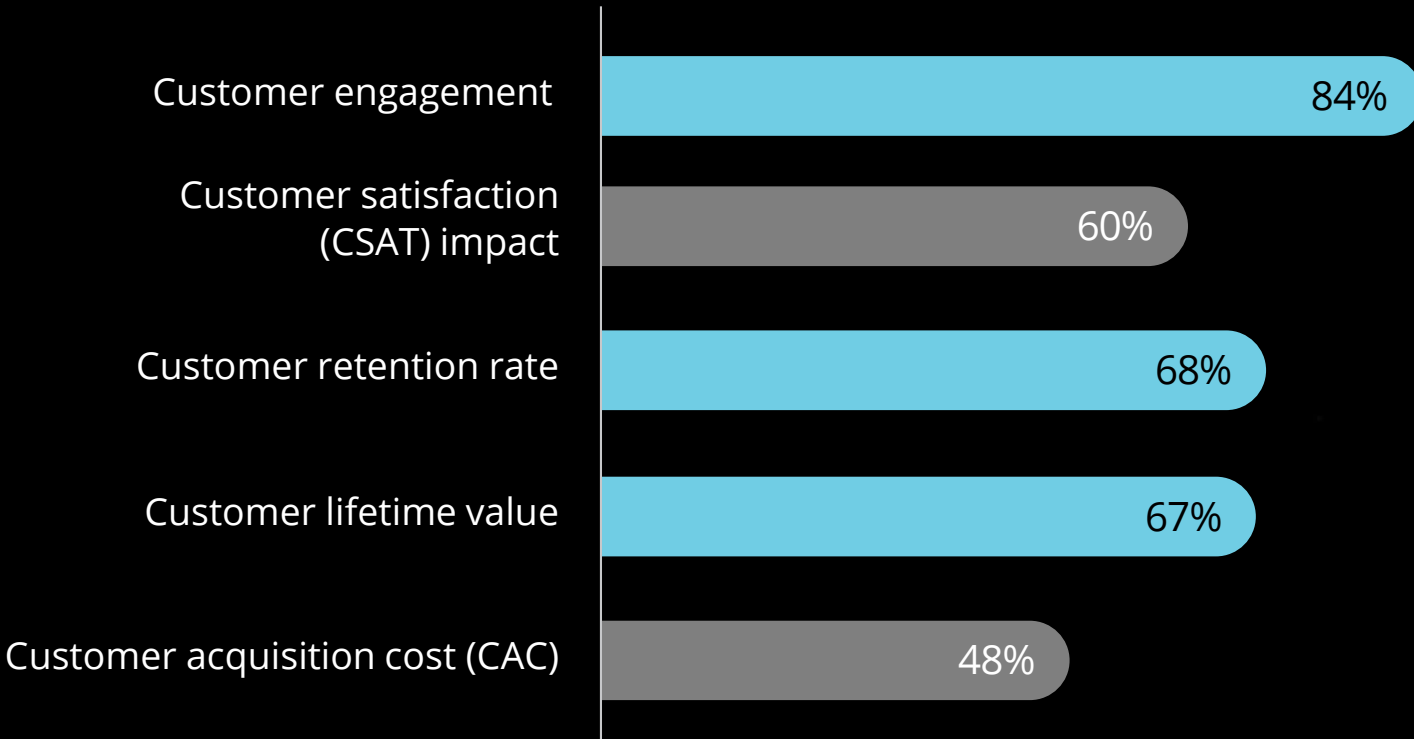 Customer engagement
84%
Customer satisfaction
(CSAT) impact
60%
Customer retention rate
68%
Customer lifetime value
67%
Customer acquisition cost (CAC)
48%